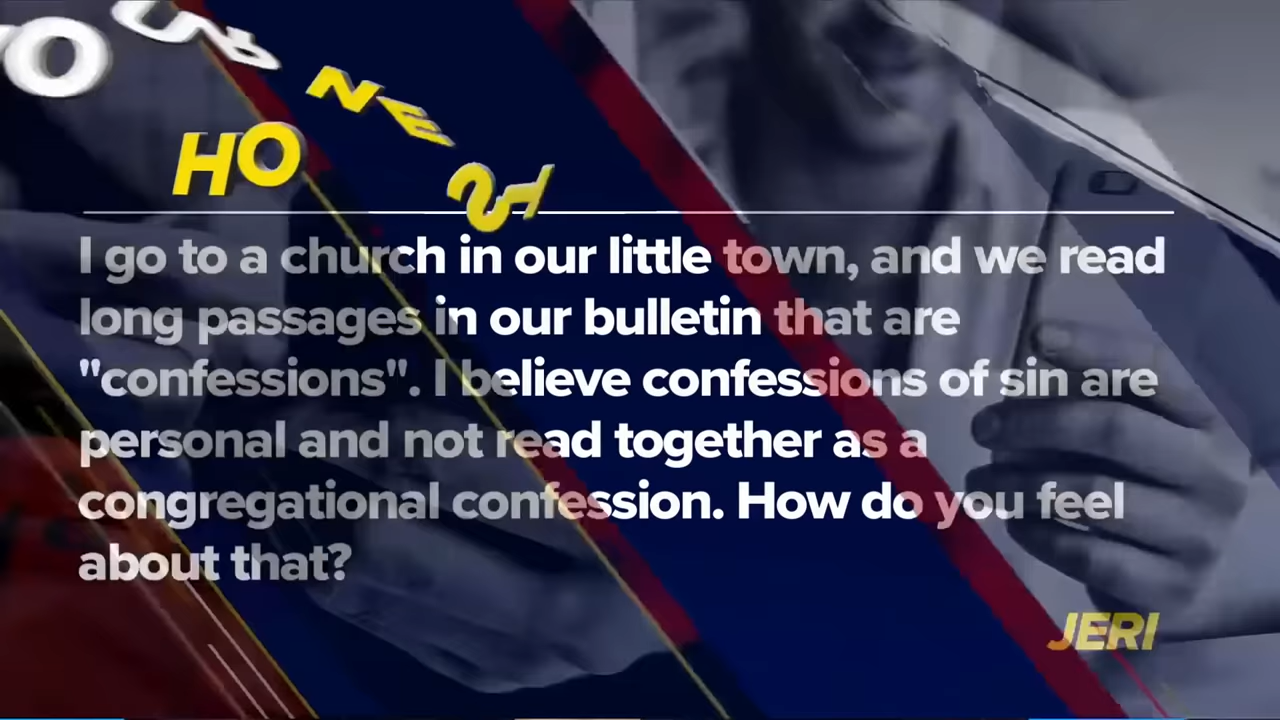 HONEST
I go to a church in our little town, and we read
long passages in our bulletin that are
"confessions". I believe confessions of sin are
personal and not read together as a
congregational confession. How do you feel
about that?
JERI